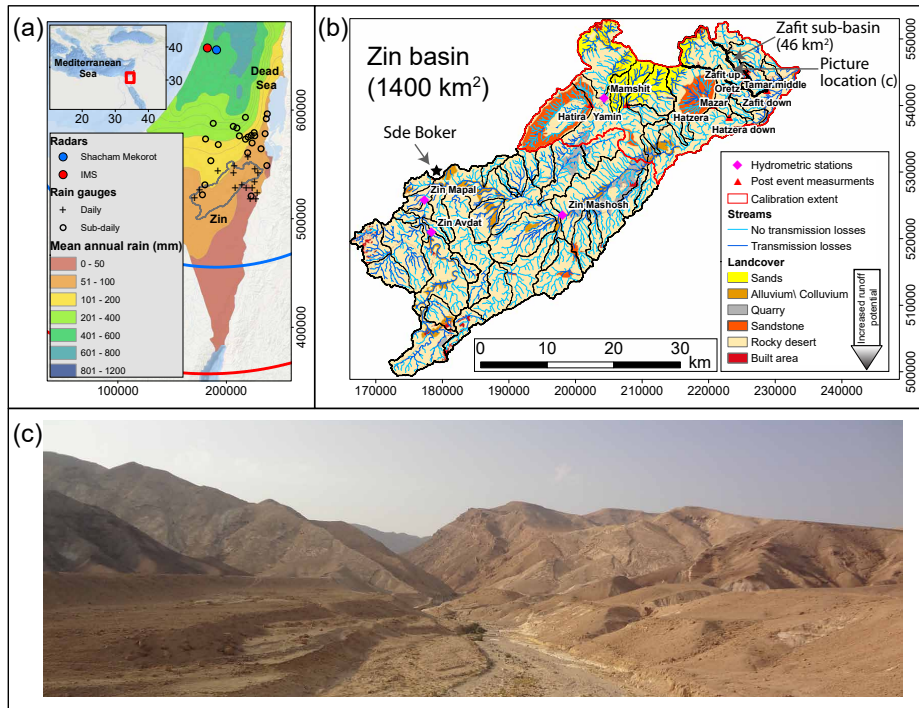 (a)
Mediterranean
Sea
40
30
20 30 40
Dead
Sea
Radars
Shacham Mekorot
IMS
Rain gauges
Daily
Sub-daily
Mean annual rain (mm)
0 - 50
51 - 100
101 - 200
201 - 400
401 - 600
601 - 800
801 - 1200
Zin
600000
500000
400000
100000 200000
(b)
Zin basin
(1400 km²)
Sde Boker
Zafit sub-basin
(46 km²)
Picture
location (c)
Zafit up
Oretz
Tamar middle
Mazar
Zafit down
Hatzera
Hatzera down
Mamshit
Hatira
Yamin
Zin Mapal
Zin Avdat
Zin Mashosh
Hydrometric stations
Post event measurments
Calibration extent
Streams
No transmission losses
Transmission losses
Landcover
Sands
Alluvium\ Colluvium
Quarry
Sandstone
Rocky desert
Built area
Increased runoff
potential
0 10 20 30
km
550000
540000
530000
520000
510000
500000
170000 180000 190000 200000 210000 220000 230000 240000
(c)